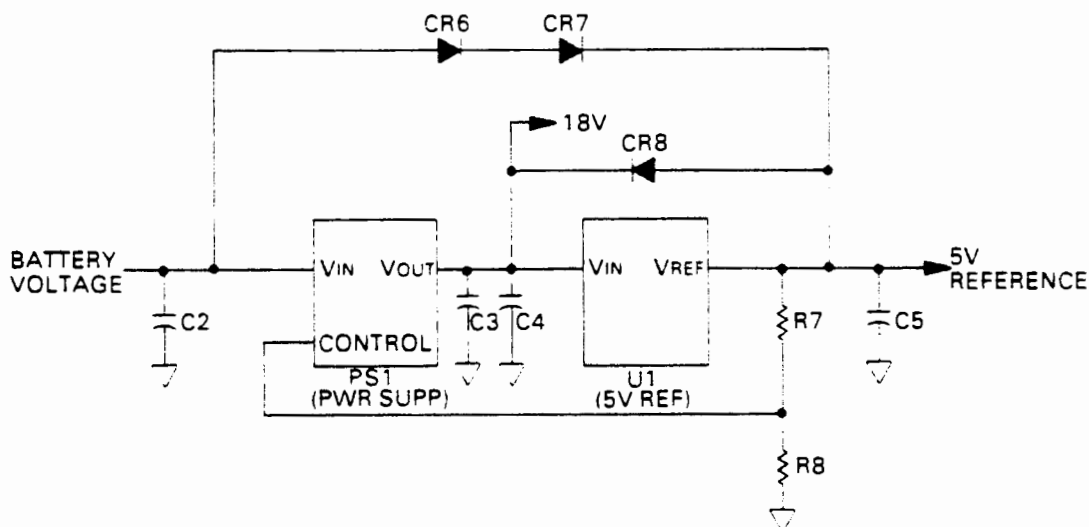 CR6
CR7
18V
CR8
BATTERY
VOLTAGE
VIN
VOUT
VIN
VREF
5V
REFERENCE
C2
C3
C4
R7
C5
CONTROL
PS1
(PWR SUPP)
U1
(5V REF)
R8